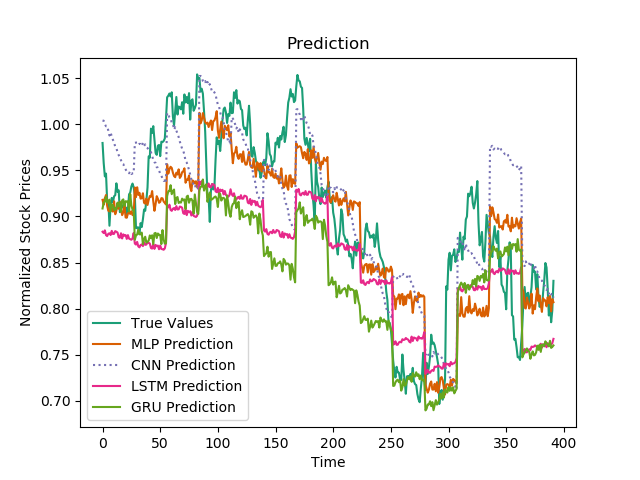 Prediction
Normalized Stock Prices
1.05
1.00
0.95
0.90
0.85
0.80
0.75
0.70
True Values
MLP Prediction
CNN Prediction
LSTM Prediction
GRU Prediction
0 50 100 150 200 250 300 350 400
Time